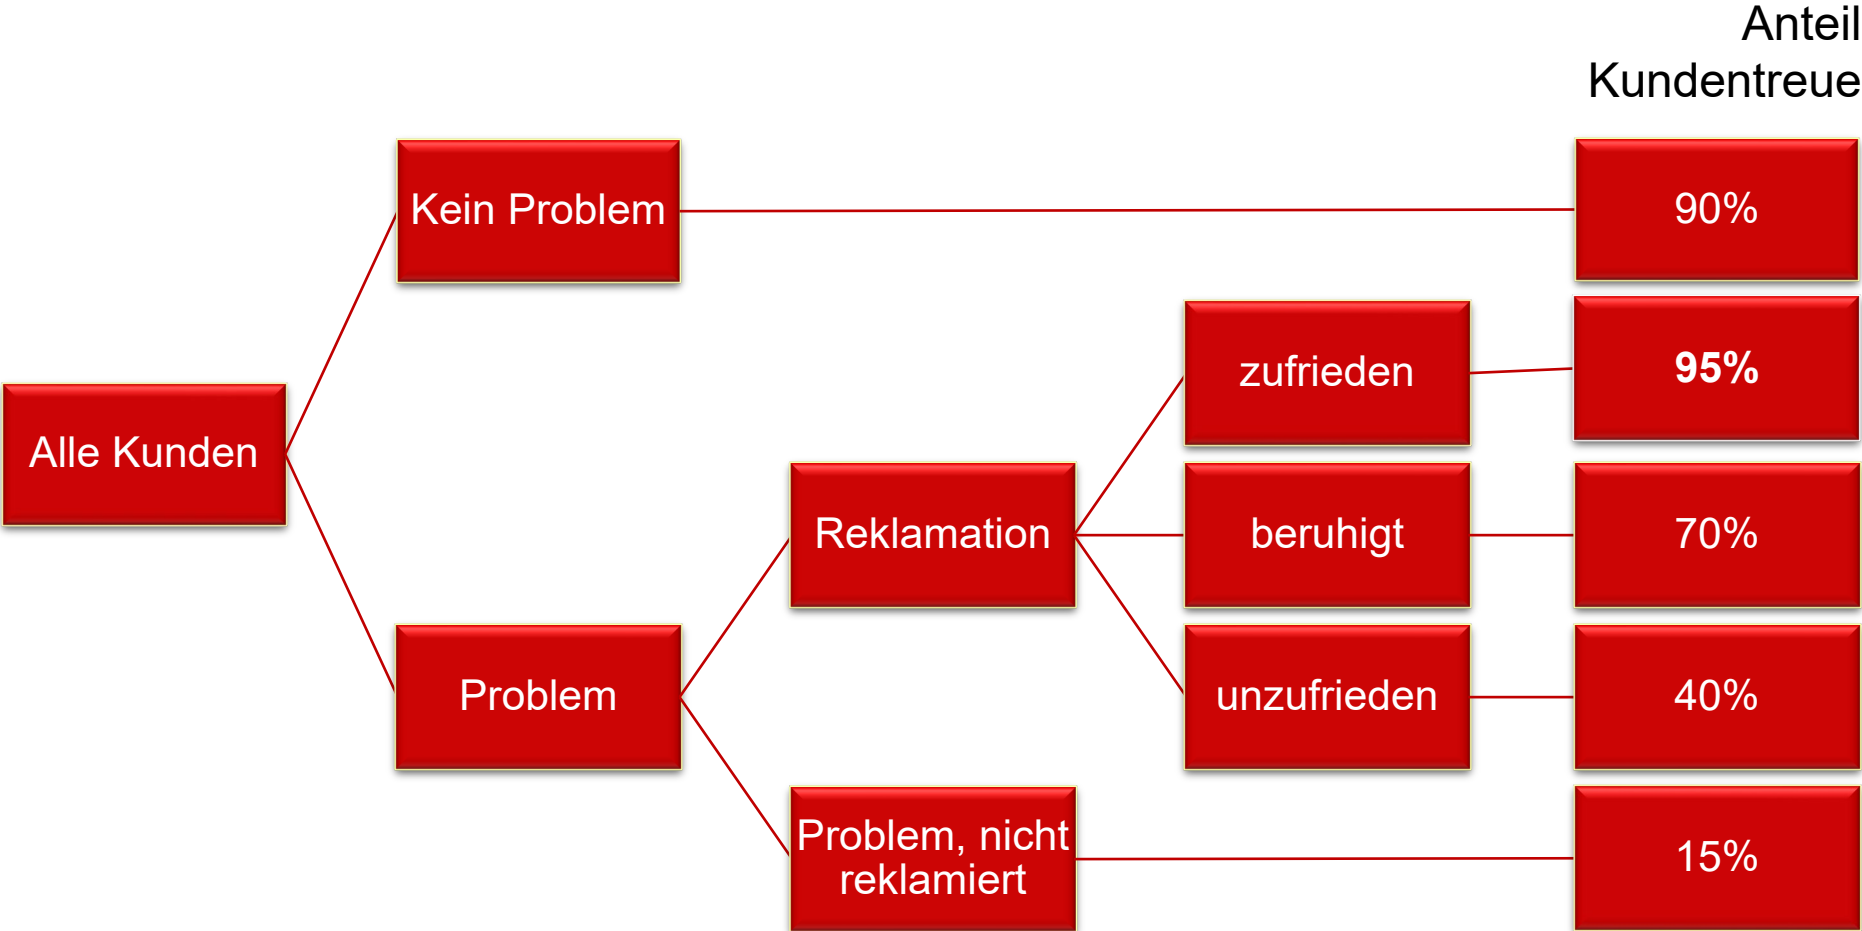 Anteil
Kundentreue
Kein Problem
90%
zufrieden
95%
Alle Kunden
Reklamation
beruhigt
70%
Problem
unzufrieden
40%
Problem, nicht
reklamiert
15%